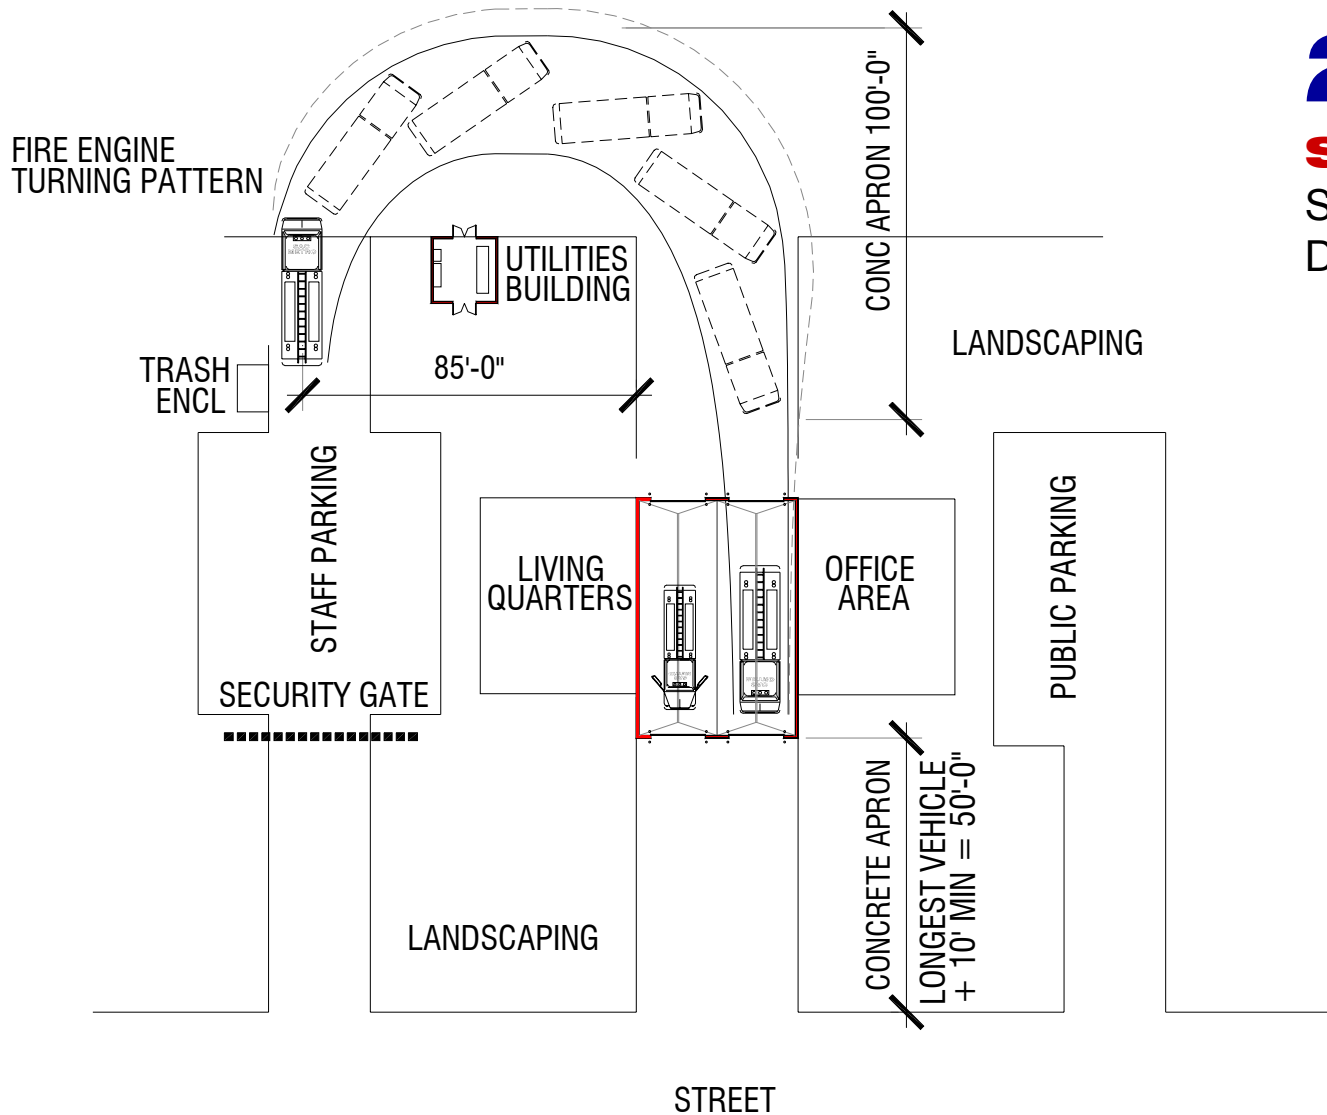 FIRE ENGINE
TURNING PATTERN
CONC APRON 100'-0"
2
s
S
D
UTILITIES
BUILDING
LANDSCAPING
TRASH
ENCL
85'-0"
STAFF PARKING
LIVING
QUARTERS
OFFICE
AREA
PUBLIC PARKING
SECURITY GATE
CONCRETE APRON
LONGEST VEHICLE
+ 10' MIN = 50'-0"
LANDSCAPING
STREET